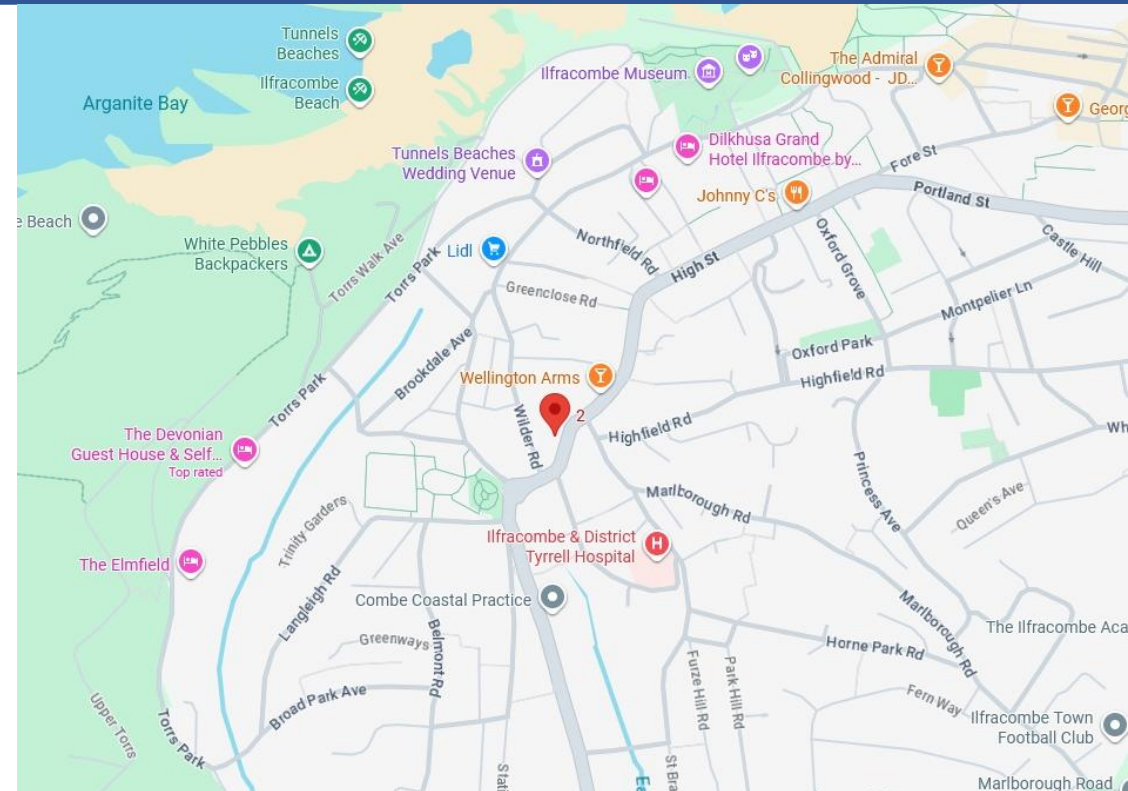 Tunnels
Beaches
Ilfracombe
Beach
Arganite Bay
Ilfracombe Museum
The Admiral
Collingwood - JD...
Georg
Tunnels Beaches
Wedding Venue
Dilkhusa Grand
Hotel Ilfracombe by...
Johnny C's
Fore St
Portland St
e Beach
White Pebbles
Backpackers
Torrs Walk Ave
Torrs Park
Lidl
Northfield Rd
High St
Oxford Grove
Castle Hill
Greenclose Rd
Montpelier Ln
Brookdale Ave
Oxford Park
Wellington Arms
Highfield Rd
Torrs Park
Wilder Rd
2
Highfield Rd
Wh
The Devonian
Guest House & Self...
Top rated
Princess Ave
Queen's Ave
Marlborough Rd
Trinity Gardens
Ilfracombe & District
Tyrrell Hospital
The Elmfield
Langleigh Rd
Combe Coastal Practice
Marlborough Rd
The Ilfracombe Aca
Greenways
Belmont Rd
Horne Park Rd
Furze Hill Rd
Park Hill Rd
Broad Park Ave
Fern Way
Upper Torrs
Torrs Park
Ilfracombe Town
Football Club
Stati
St Bra
Marlborough Road